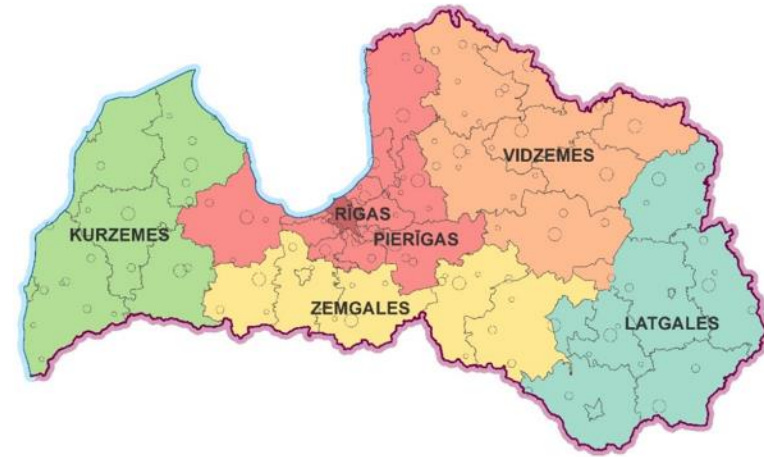 VIDZEMES
RĪGAS
KURZEMES
PIERĪGAS
ZEMGALES
LATGALES